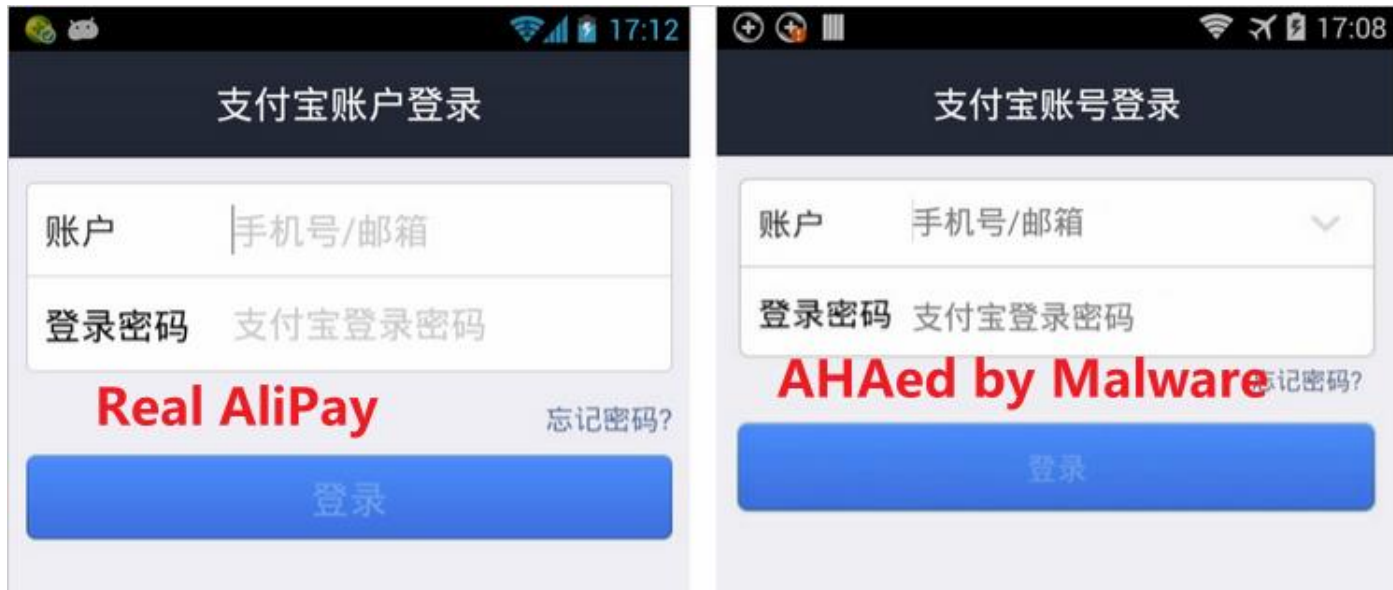 17:12
支付宝账户登录
账户 手机号/邮箱
登录密码 支付宝登录密码
Real AliPay
忘记密码?
登录
17:08
支付宝账号登录
账户 手机号/邮箱
登录密码 支付宝登录密码
AHAed by Malware
忘记密码?
登录